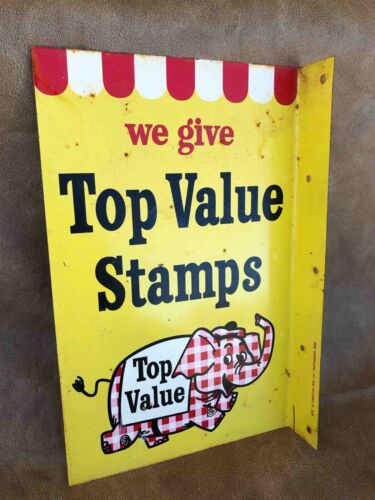 we give
Top Value
Stamps
Top
Value